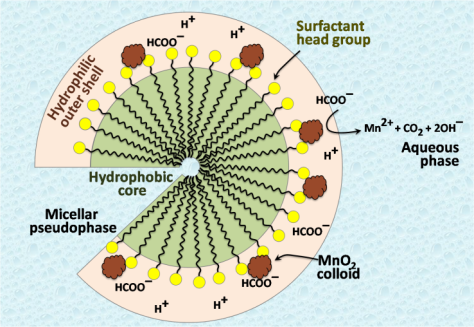 H⁺
HCOO⁻
H⁺
Surfactant
head group
Hydrophilic
outer shell
HCOO⁻
Mn²⁺ + CO₂ + 2OH⁻
Aqueous
phase
H⁺
Hydrophobic
core
Micellar
pseudophase
HCOO⁻
MnO₂
colloid
HCOO⁻
HCOO⁻
H⁺
H⁺